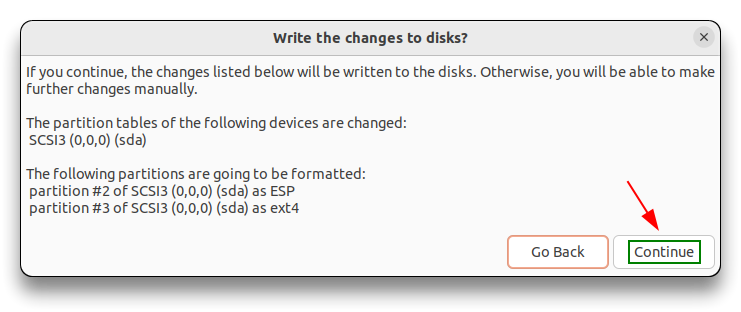 Write the changes to disks?
If you continue, the changes listed below will be written to the disks. Otherwise, you will be able to make
further changes manually.
The partition tables of the following devices are changed:
SCSI3 (0,0,0) (sda)
The following partitions are going to be formatted:
partition #2 of SCSI3 (0,0,0) (sda) as ESP
partition #3 of SCSI3 (0,0,0) (sda) as ext4
Go Back
Continue